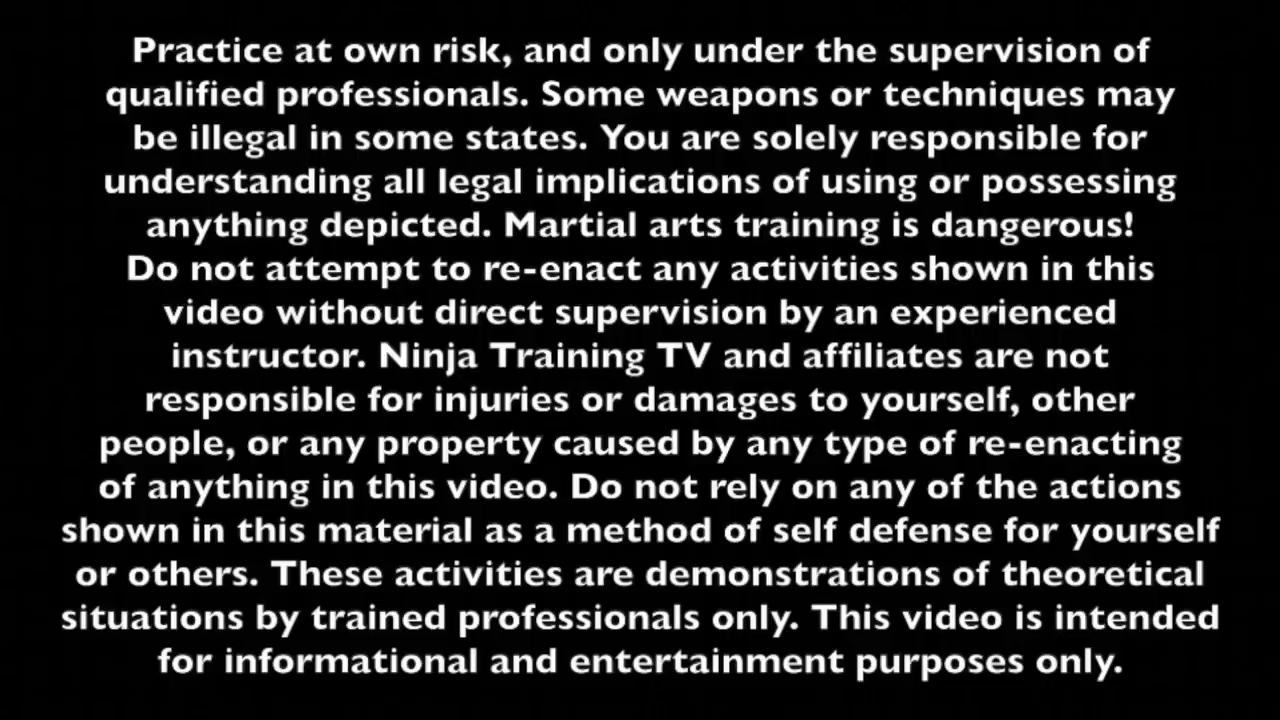 Practice at own risk, and only under the supervision of
qualified professionals. Some weapons or techniques may
be illegal in some states. You are solely responsible for
understanding all legal implications of using or possessing
anything depicted. Martial arts training is dangerous!
Do not attempt to re-enact any activities shown in this
video without direct supervision by an experienced
instructor. Ninja Training TV and affiliates are not
responsible for injuries or damages to yourself, other
people, or any property caused by any type of re-enacting
of anything in this video. Do not rely on any of the actions
shown in this material as a method of self defense for yourself
or others. These activities are demonstrations of theoretical
situations by trained professionals only. This video is intended
for informational and entertainment purposes only.